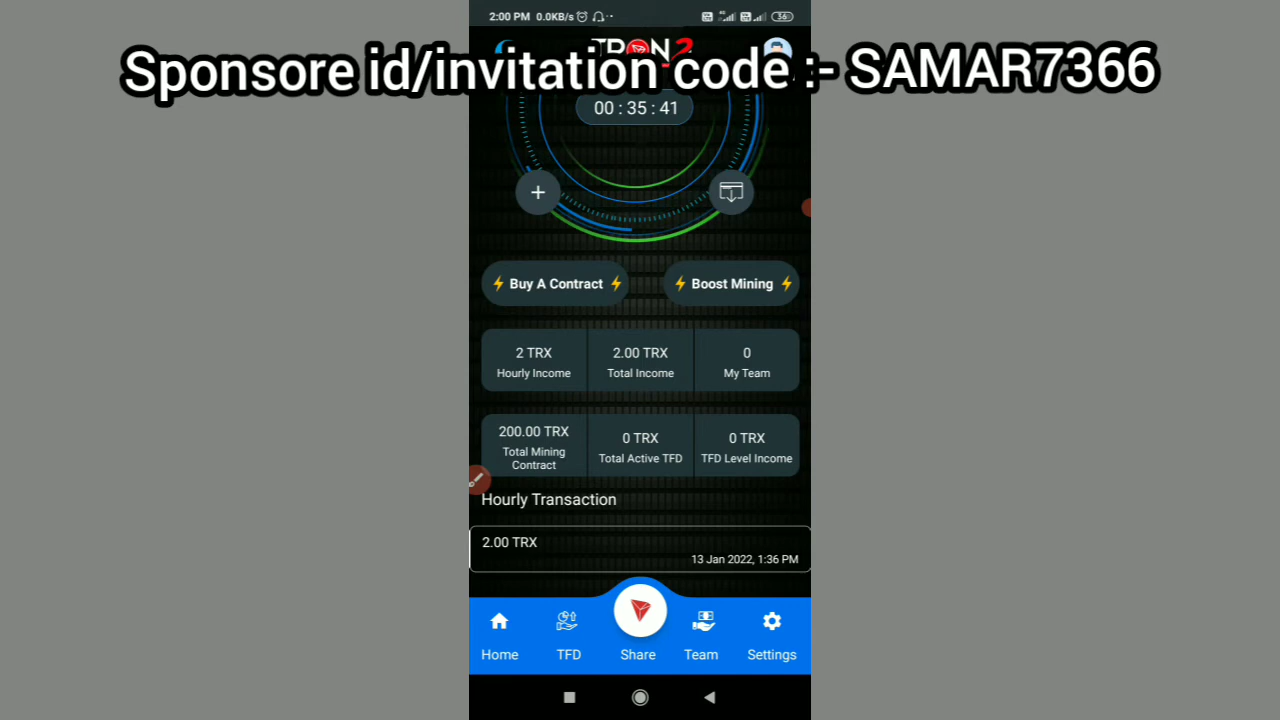 2:00 PM 0.0KB/s
36
TRON 2
Sponsore id/invitation code :- SAMAR7366
00 : 35 : 41
Buy A Contract
Boost Mining
2 TRX
Hourly Income
2.00 TRX
Total Income
0
My Team
200.00 TRX
Total Mining
Contract
0 TRX
Total Active TFD
0 TRX
TFD Level Income
Hourly Transaction
2.00 TRX
13 Jan 2022, 1:36 PM
Home
TFD
Share
Team
Settings